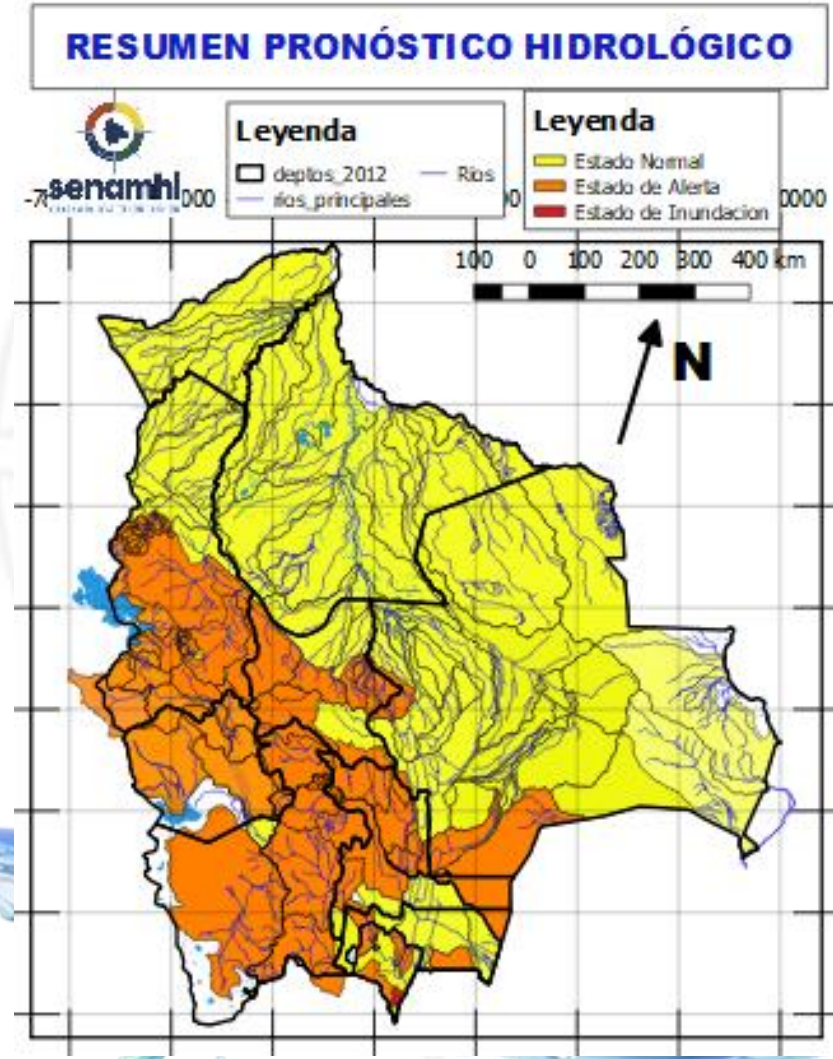 RESUMEN PRONÓSTICO HIDROLÓGICO
senamhi
Leyenda
deptos_2012
Rios
rios_principales
Leyenda
Estado Normal
Estado de Alerta
Estado de Inundacion
100 0 100 200 300 400 km
N